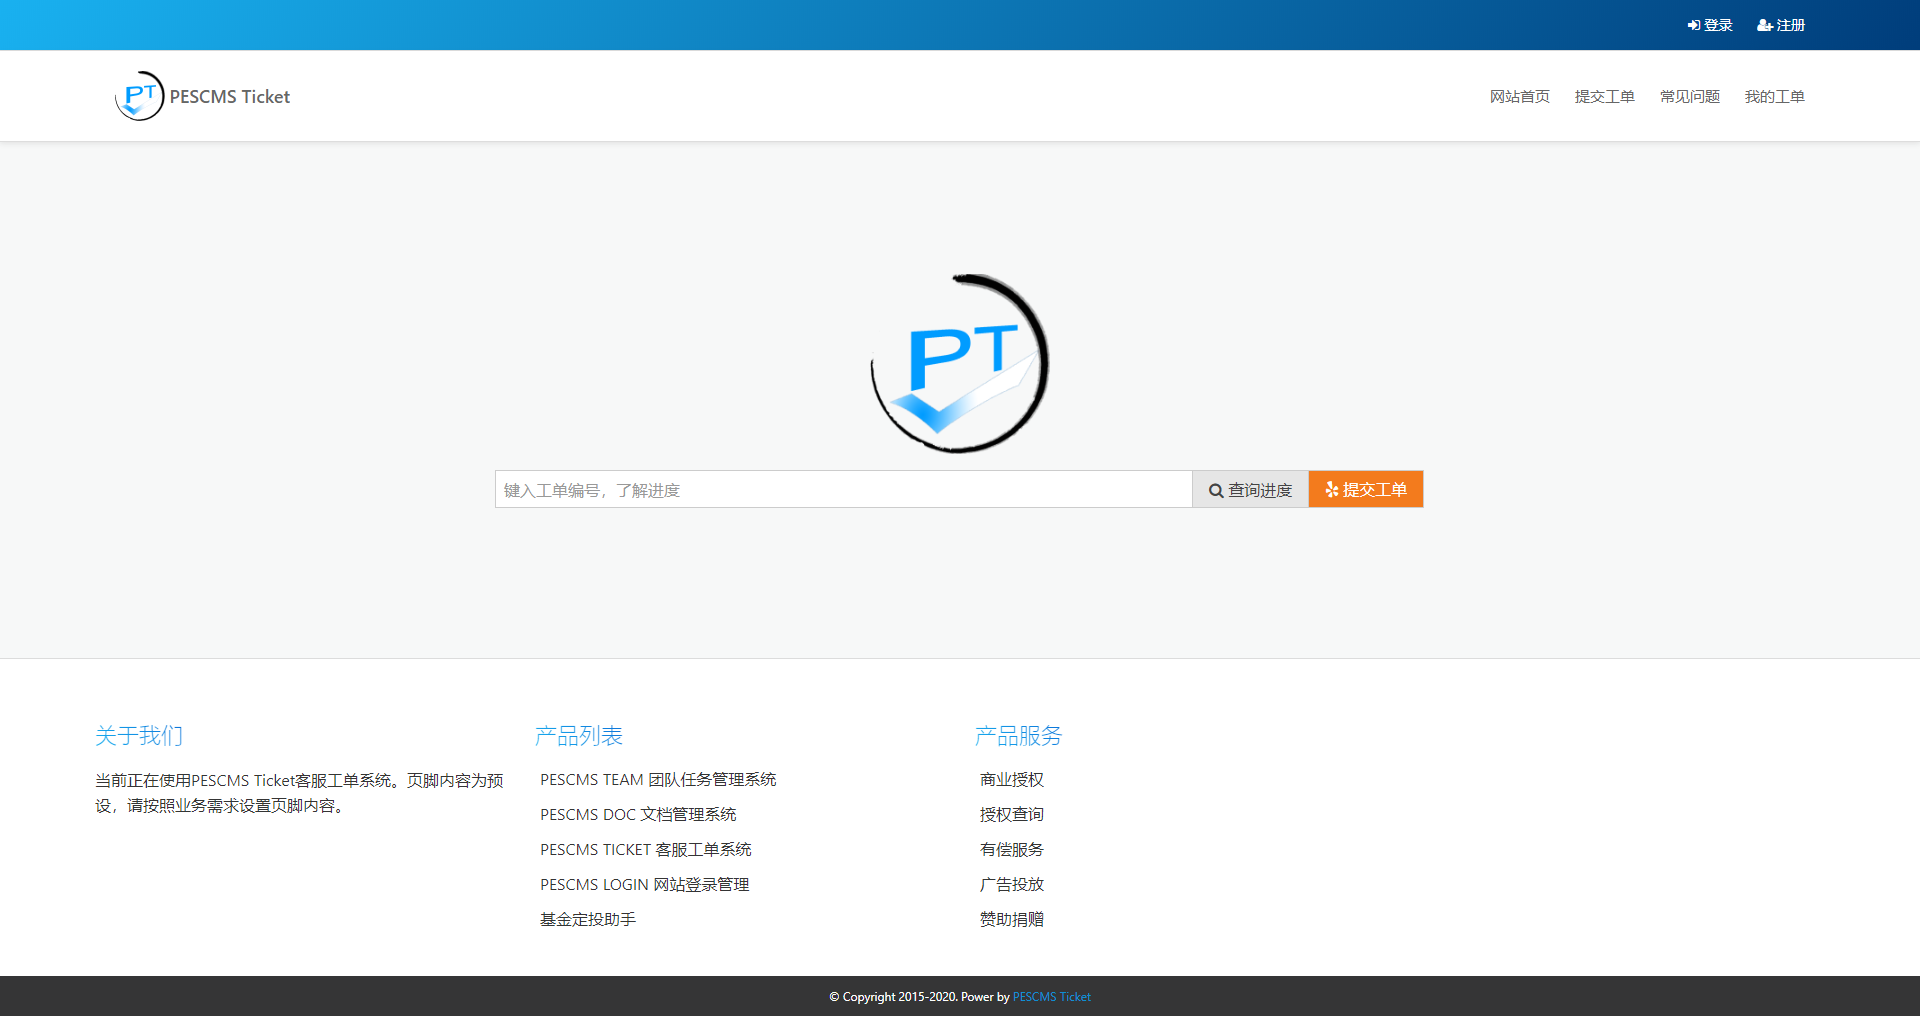 登录 注册
PT PESCMS Ticket
网站首页 提交工单 常见问题 我的工单
PT
键入工单编号，了解进度 查询进度 提交工单
关于我们
当前正在使用PESCMS Ticket客服工单系统。页脚内容为预
设，请按照业务需求设置页脚内容。
产品列表
PESCMS TEAM 团队任务管理系统
PESCMS DOC 文档管理系统
PESCMS TICKET 客服工单系统
PESCMS LOGIN 网站登录管理
基金定投助手
产品服务
商业授权
授权查询
有偿服务
广告投放
赞助捐赠
© Copyright 2015-2020. Power by PESCMS Ticket